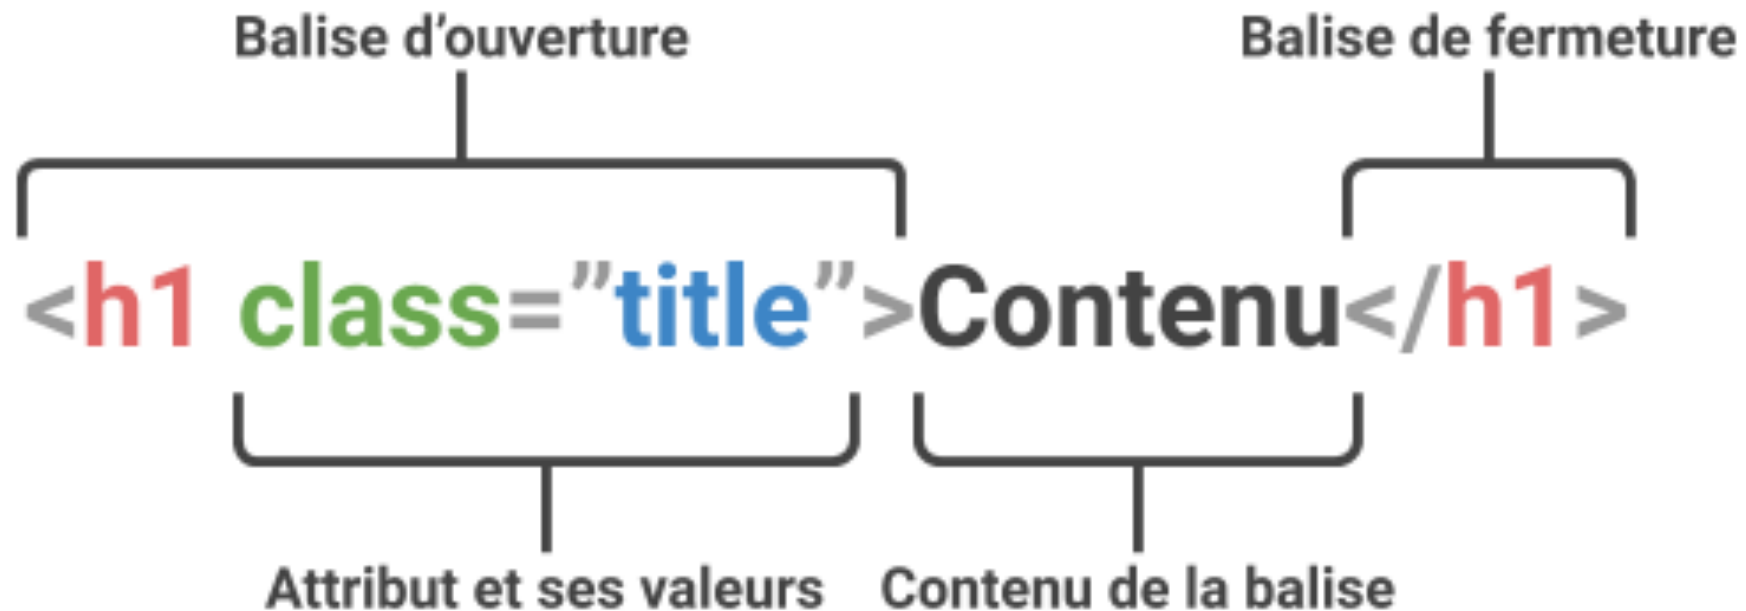 Balise d’ouverture
Balise de fermeture
<h1 class=”title”>Contenu</h1>
Attribut et ses valeurs
Contenu de la balise